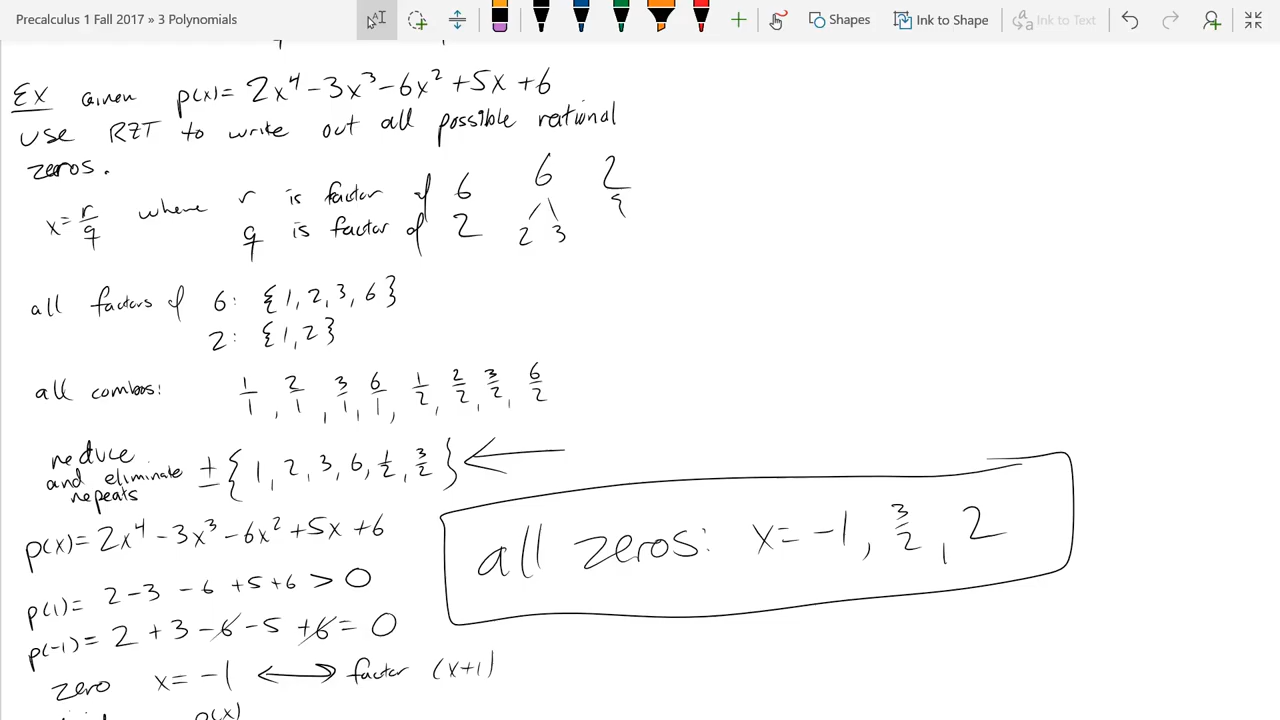 Precalculus 1 Fall 2017 » 3 Polynomials
Shapes
Ink to Shape
Ink to Text
Ex Given p(x) = 2x⁴ - 3x³ - 6x² + 5x + 6
Use RZT to write out all possible rational
zeros.
x = r/q where r is factor of 6
q is factor of 2
6
2 3
2
all factors of 6: {1, 2, 3, 6}
2: {1, 2}
all combos: 1/1, 2/1, 3/1, 6/1, 1/2, 2/2, 3/2, 6/2
reduce
and eliminate
repeats
± {1, 2, 3, 6, 1/2, 3/2}
p(x) = 2x⁴ - 3x³ - 6x² + 5x + 6
p(1) = 2 - 3 - 6 + 5 + 6 > 0
p(-1) = 2 + 3 - 6 - 5 + 6 = 0
zero x = -1 ⟷ factor (x+1)
p(x)
all zeros: x = -1, 3/2, 2